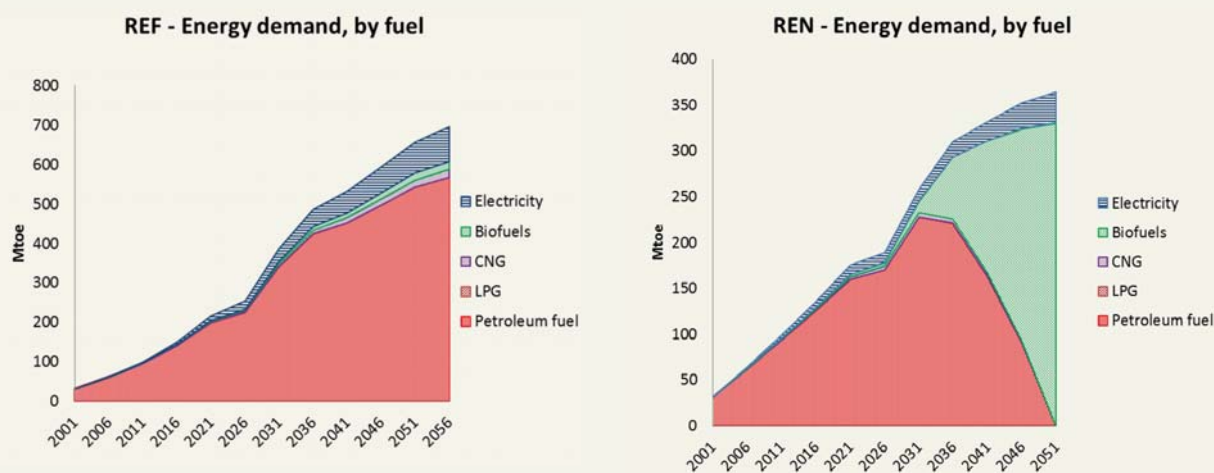 REF - Energy demand, by fuel
800
700
600
500
400
300
200
100
0
Mtoe
2001
2006
2011
2016
2021
2026
2031
2036
2041
2046
2051
2056
Electricity
Biofuels
CNG
LPG
Petroleum fuel
REN - Energy demand, by fuel
400
350
300
250
200
150
100
50
0
Mtoe
2001
2006
2011
2016
2021
2026
2031
2036
2041
2046
2051
Electricity
Biofuels
CNG
LPG
Petroleum fuel